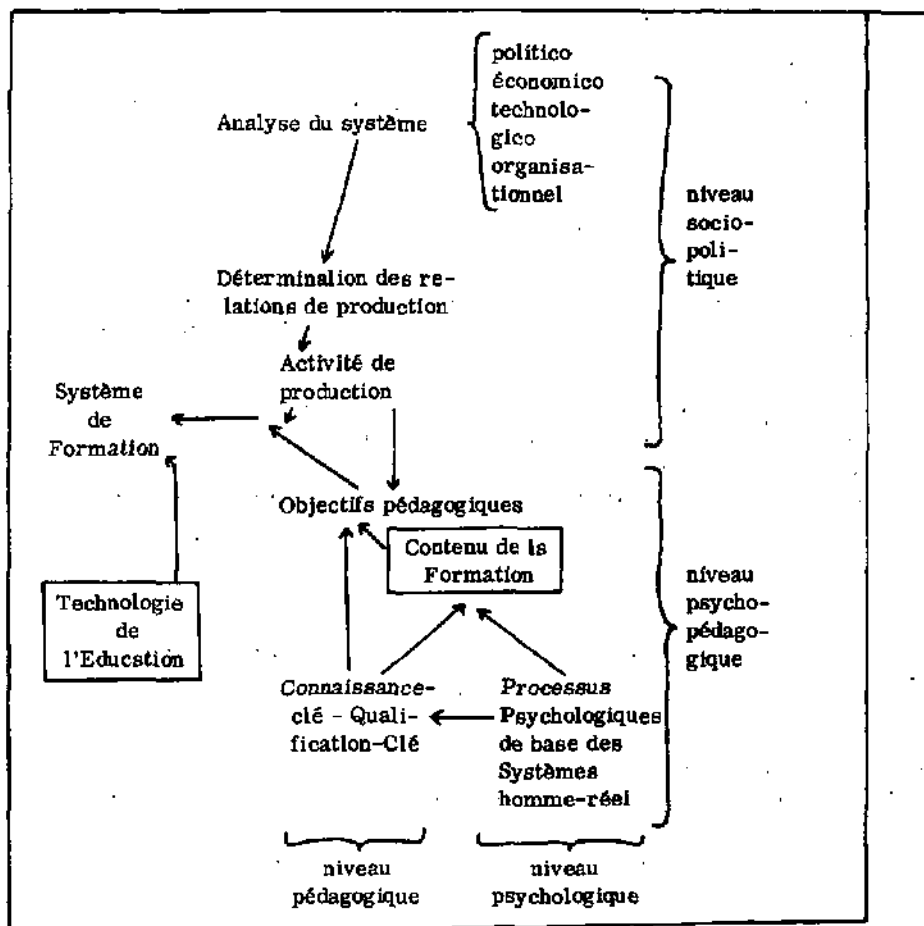 politico
économico
technolo-
gico
organisa-
tionnel
Analyse du système
niveau
socio-
poli-
tique
Détermination des re-
lations de production
Activité de
production
Système
de
Formation
Objectifs pédagogiques
Contenu de la
Formation
Technologie
de
l'Education
niveau
psycho-
pédago-
gique
Connaissance-
clé - Quali-
fication-Clé
Processus
Psychologiques
de base des
Systèmes
homme-réel
niveau
pédagogique
niveau
psychologique